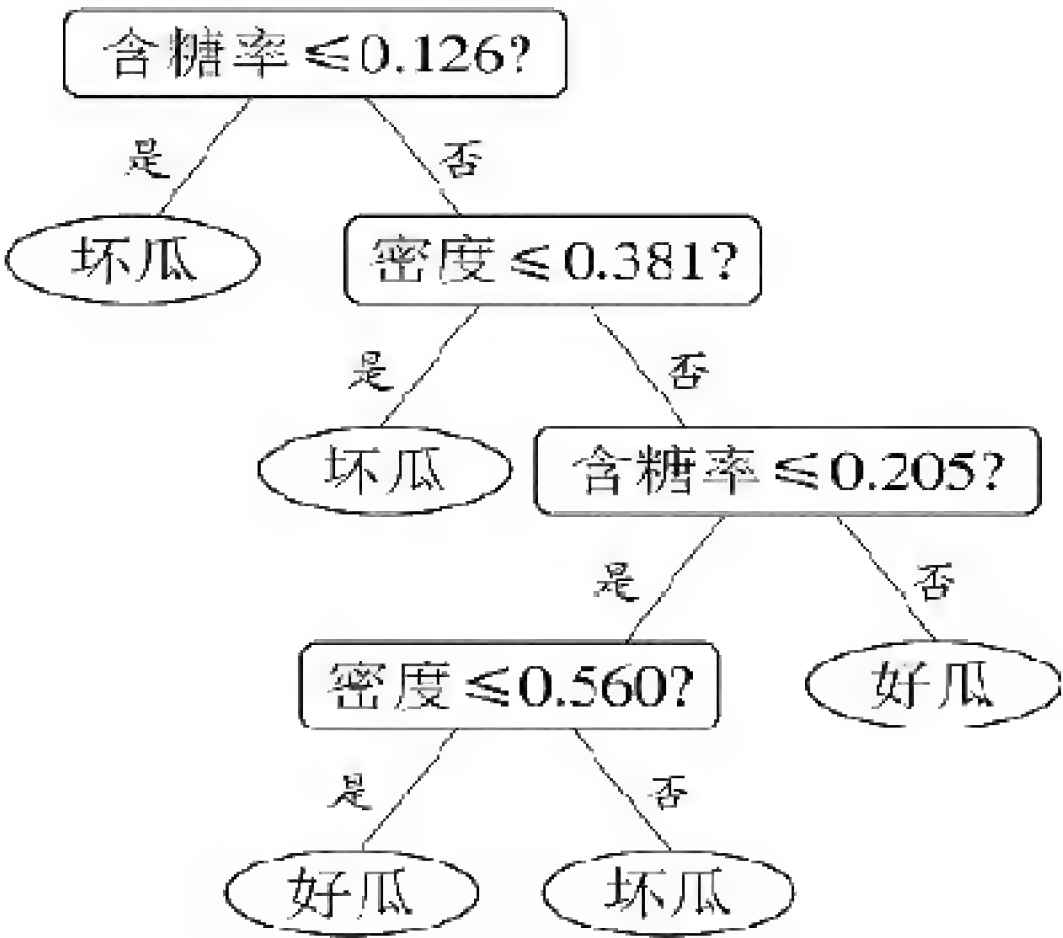 含糖率≤0.126?
是
否
坏瓜
密度≤0.381?
是
否
坏瓜
含糖率≤0.205?
是
否
密度≤0.560?
好瓜
是
否
好瓜
坏瓜